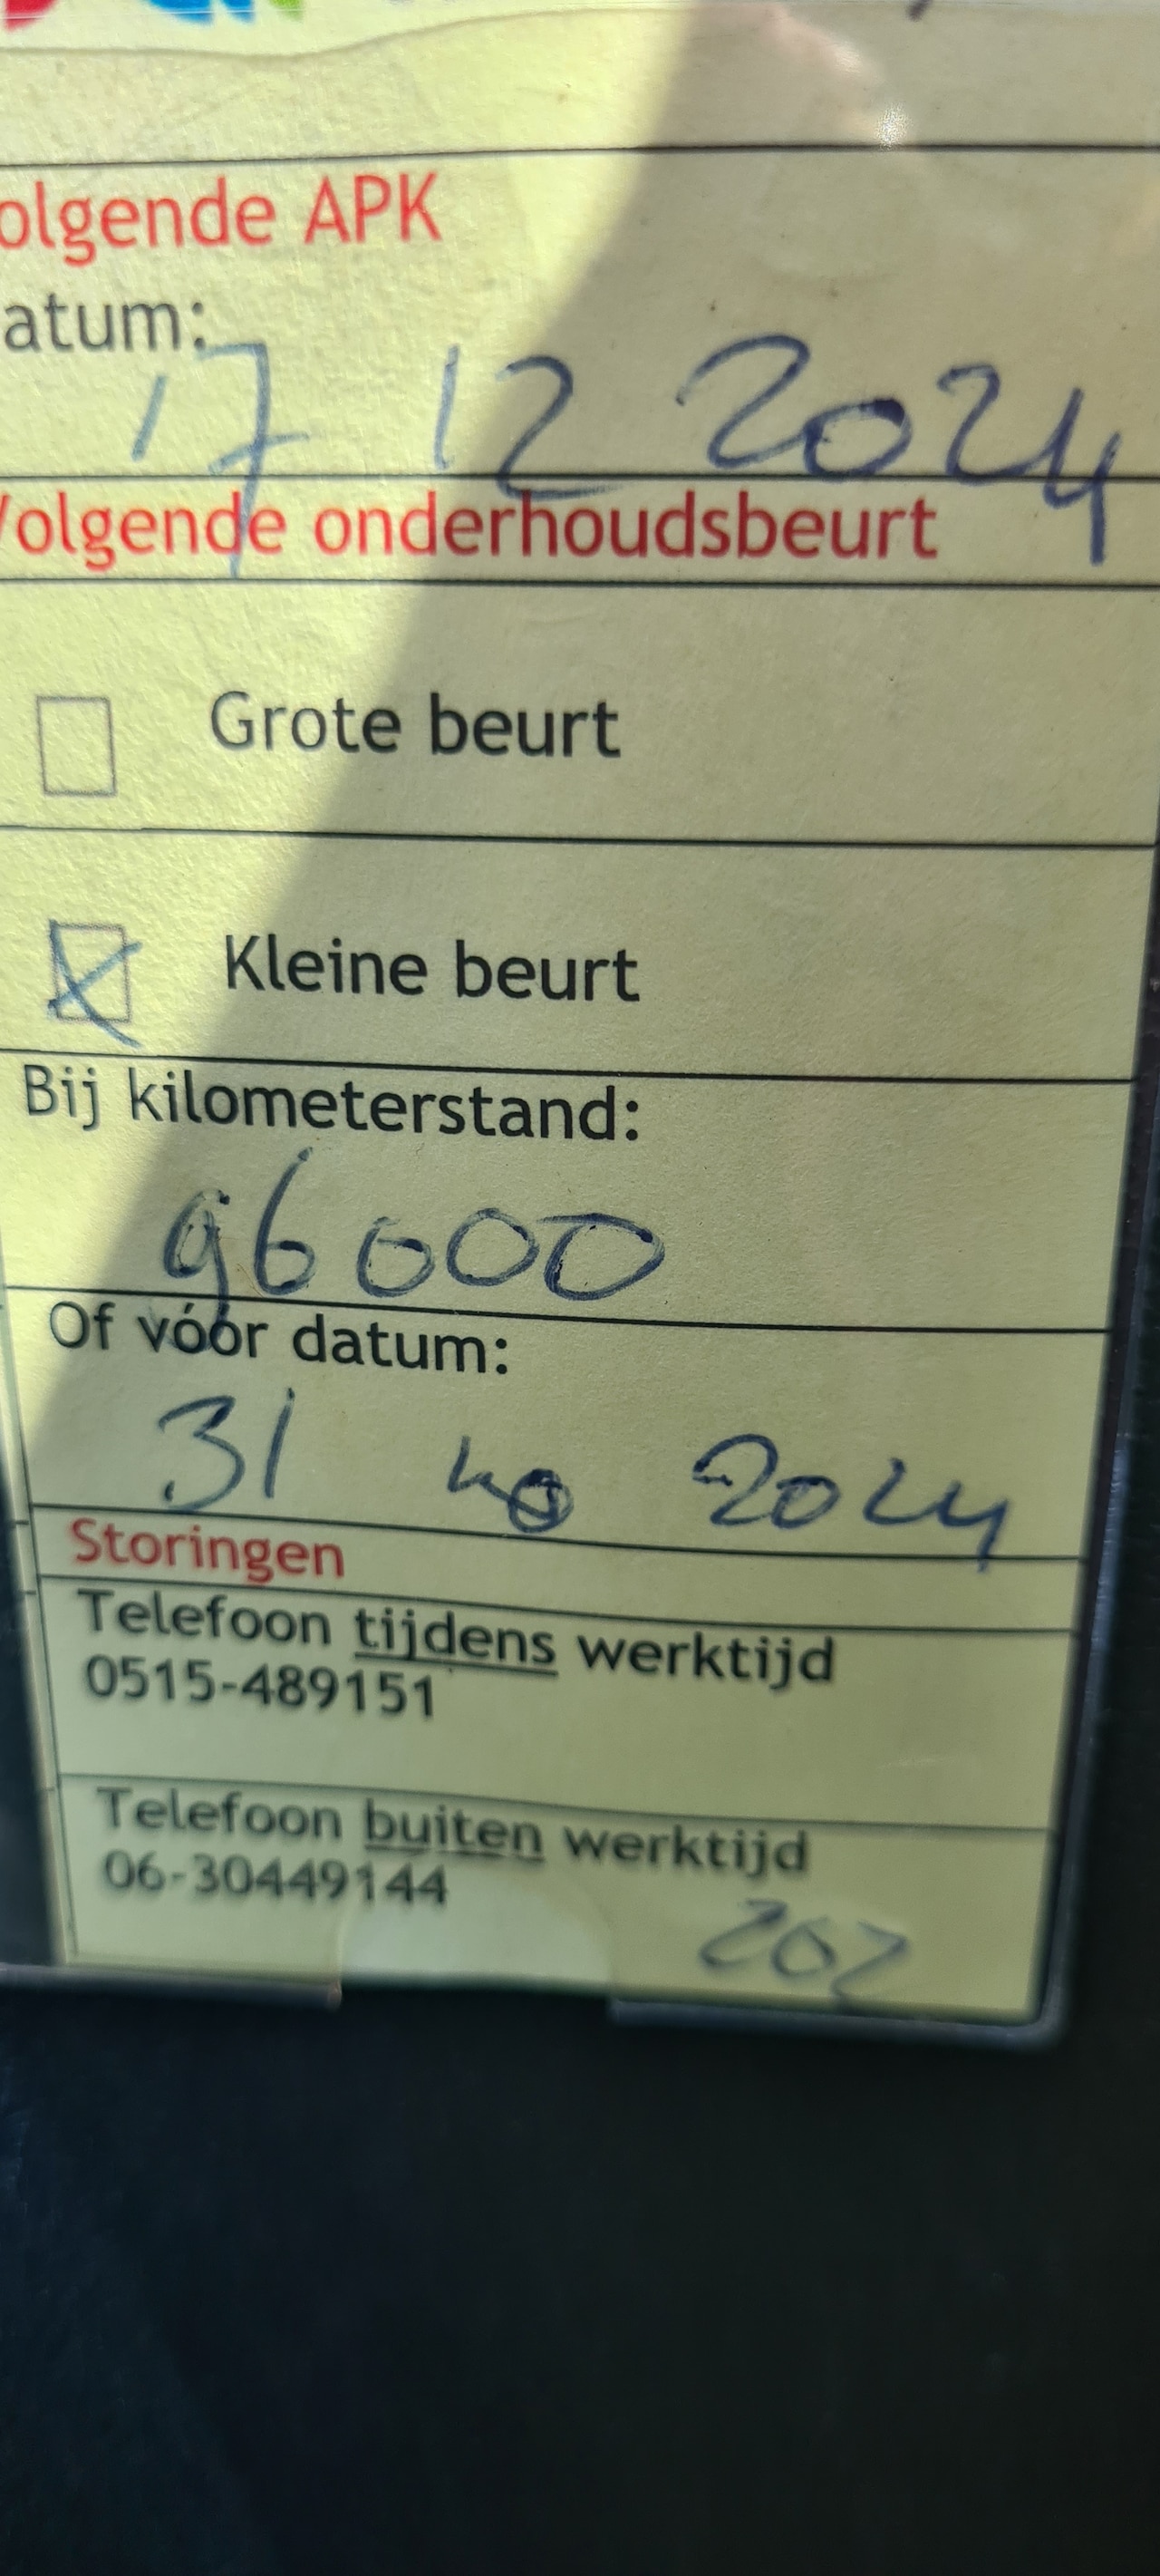 olgende APK
atum:
17 12 2024
Volgende onderhoudsbeurt
Grote beurt
Kleine beurt
Bij kilometerstand:
96000
Of vóór datum:
31 10 2024
Storingen
Telefoon tijdens werktijd
0515-489151
Telefoon buiten werktijd
06-30449144
202